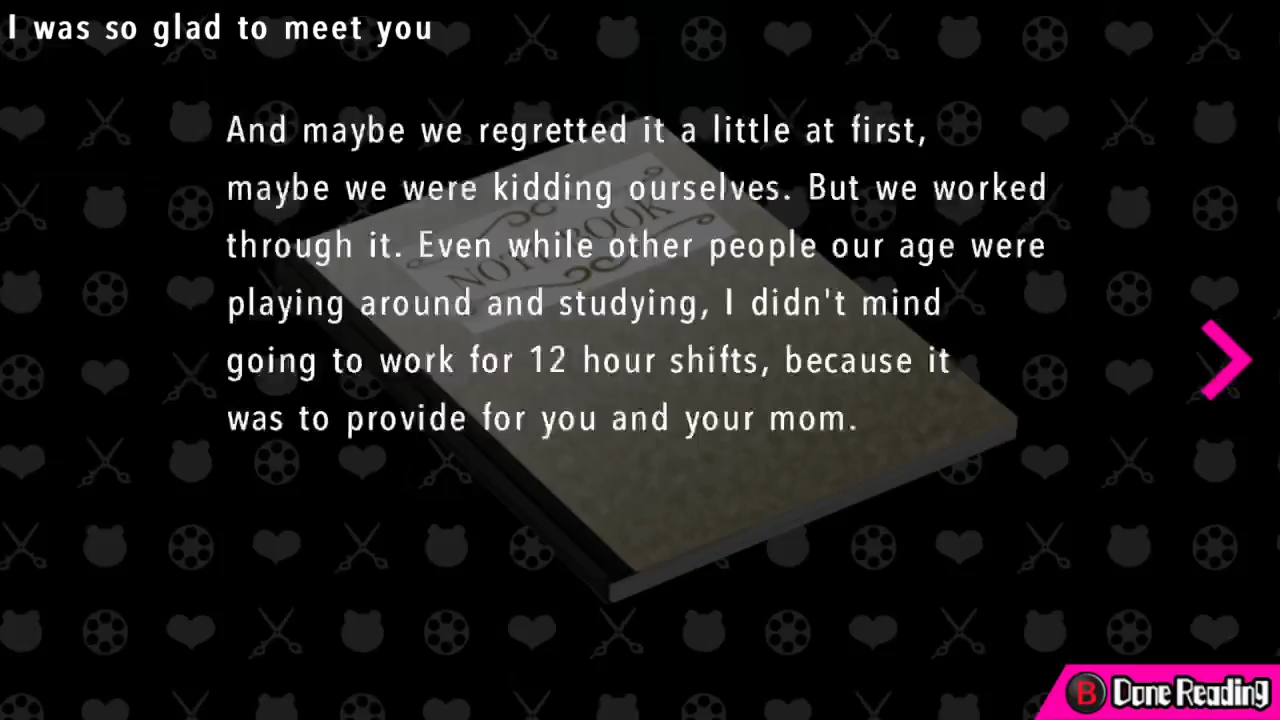 I was so glad to meet you
And maybe we regretted it a little at first,
maybe we were kidding ourselves. But we worked
through it. Even while other people our age were
playing around and studying, I didn't mind
going to work for 12 hour shifts, because it
was to provide for you and your mom.
NOTEBOOK
B Done Reading